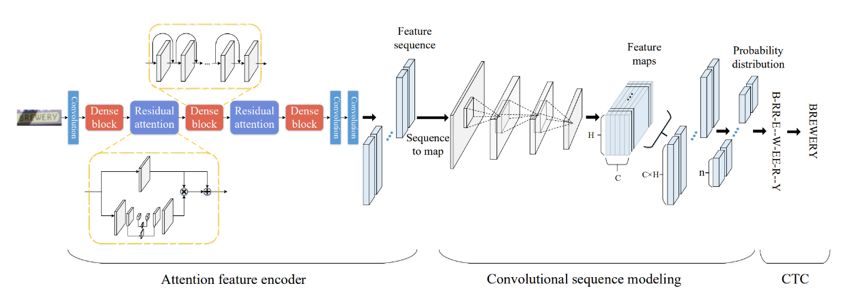 BREWERY
Convolution
Dense
block
Residual
attention
Dense
block
Residual
attention
Dense
block
Convolution
Convolution
Feature
sequence
Sequence
to map
Feature
maps
H
C
C×H
Probability
distribution
n
B-RR-E--W-EE-R--Y
BREWERY
Attention feature encoder
Convolutional sequence modeling
CTC